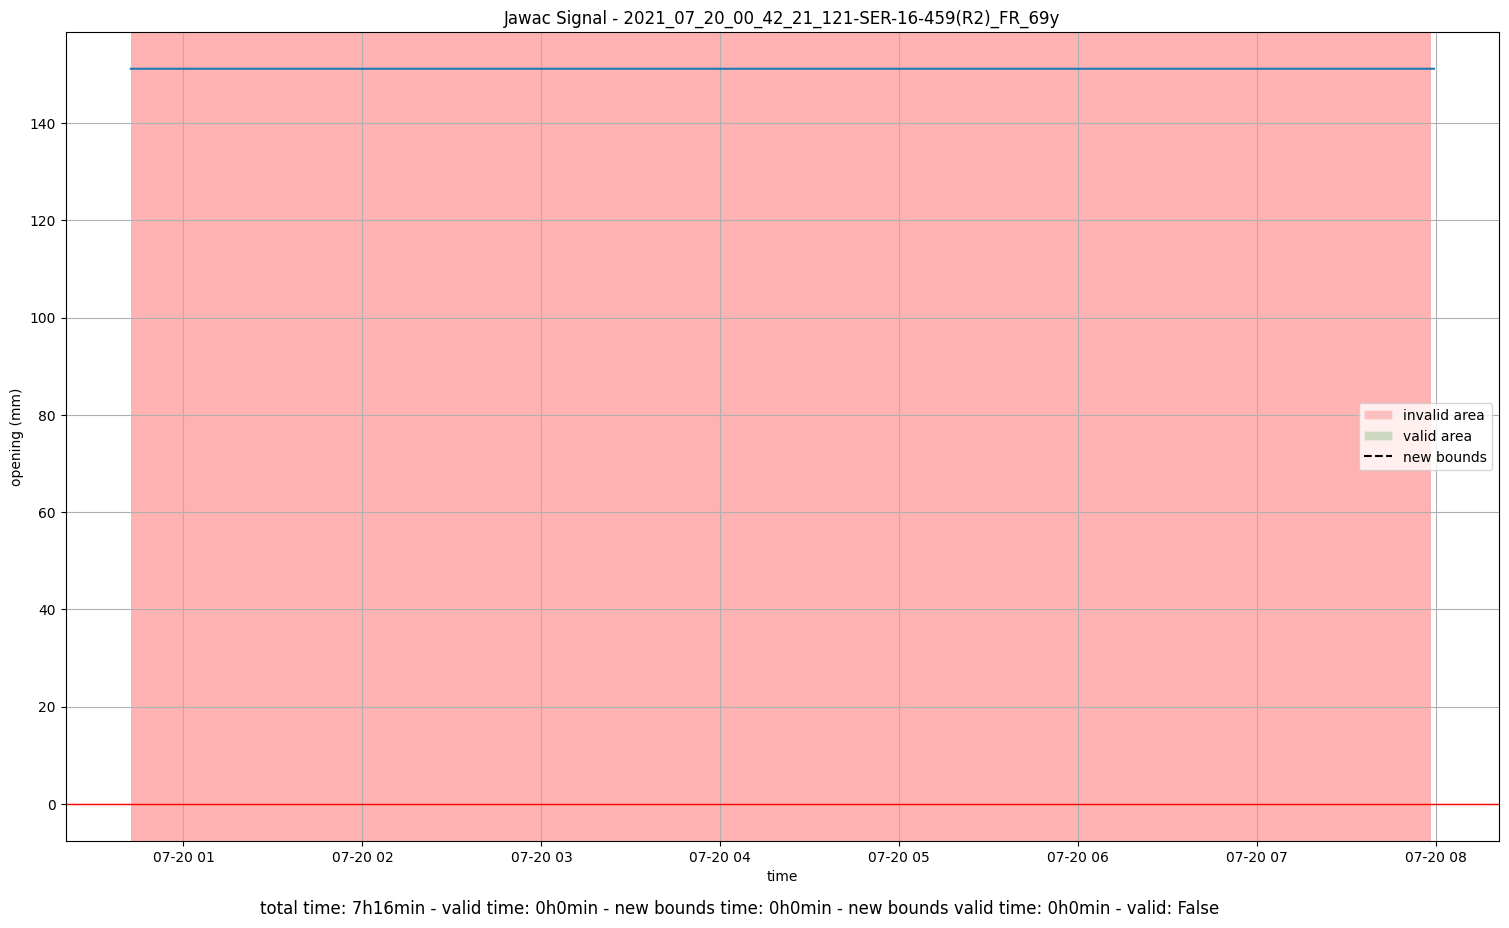 Jawac Signal - 2021_07_20_00_42_21_121-SER-16-459(R2)_FR_69y
opening (mm)
140
120
100
80
60
40
20
0
invalid area
valid area
new bounds
07-20 01 07-20 02 07-20 03 07-20 04 07-20 05 07-20 06 07-20 07 07-20 08
time
total time: 7h16min - valid time: 0h0min - new bounds time: 0h0min - new bounds valid time: 0h0min - valid: False